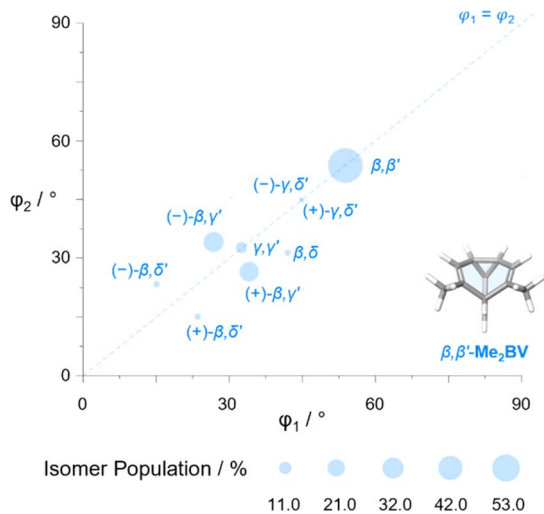 90
φ₁ = φ₂
60
β,β′
(−)-γ,δ′
φ₂ / °
(−)-β,γ′
(+)-γ,δ′
30
γ,γ′
β,δ
(−)-β,δ′
(+)-β,γ′
(+)-β,δ′
β,β′-Me₂BV
0
0
30
60
90
φ₁ / °
Isomer Population / %
11.0 21.0 32.0 42.0 53.0